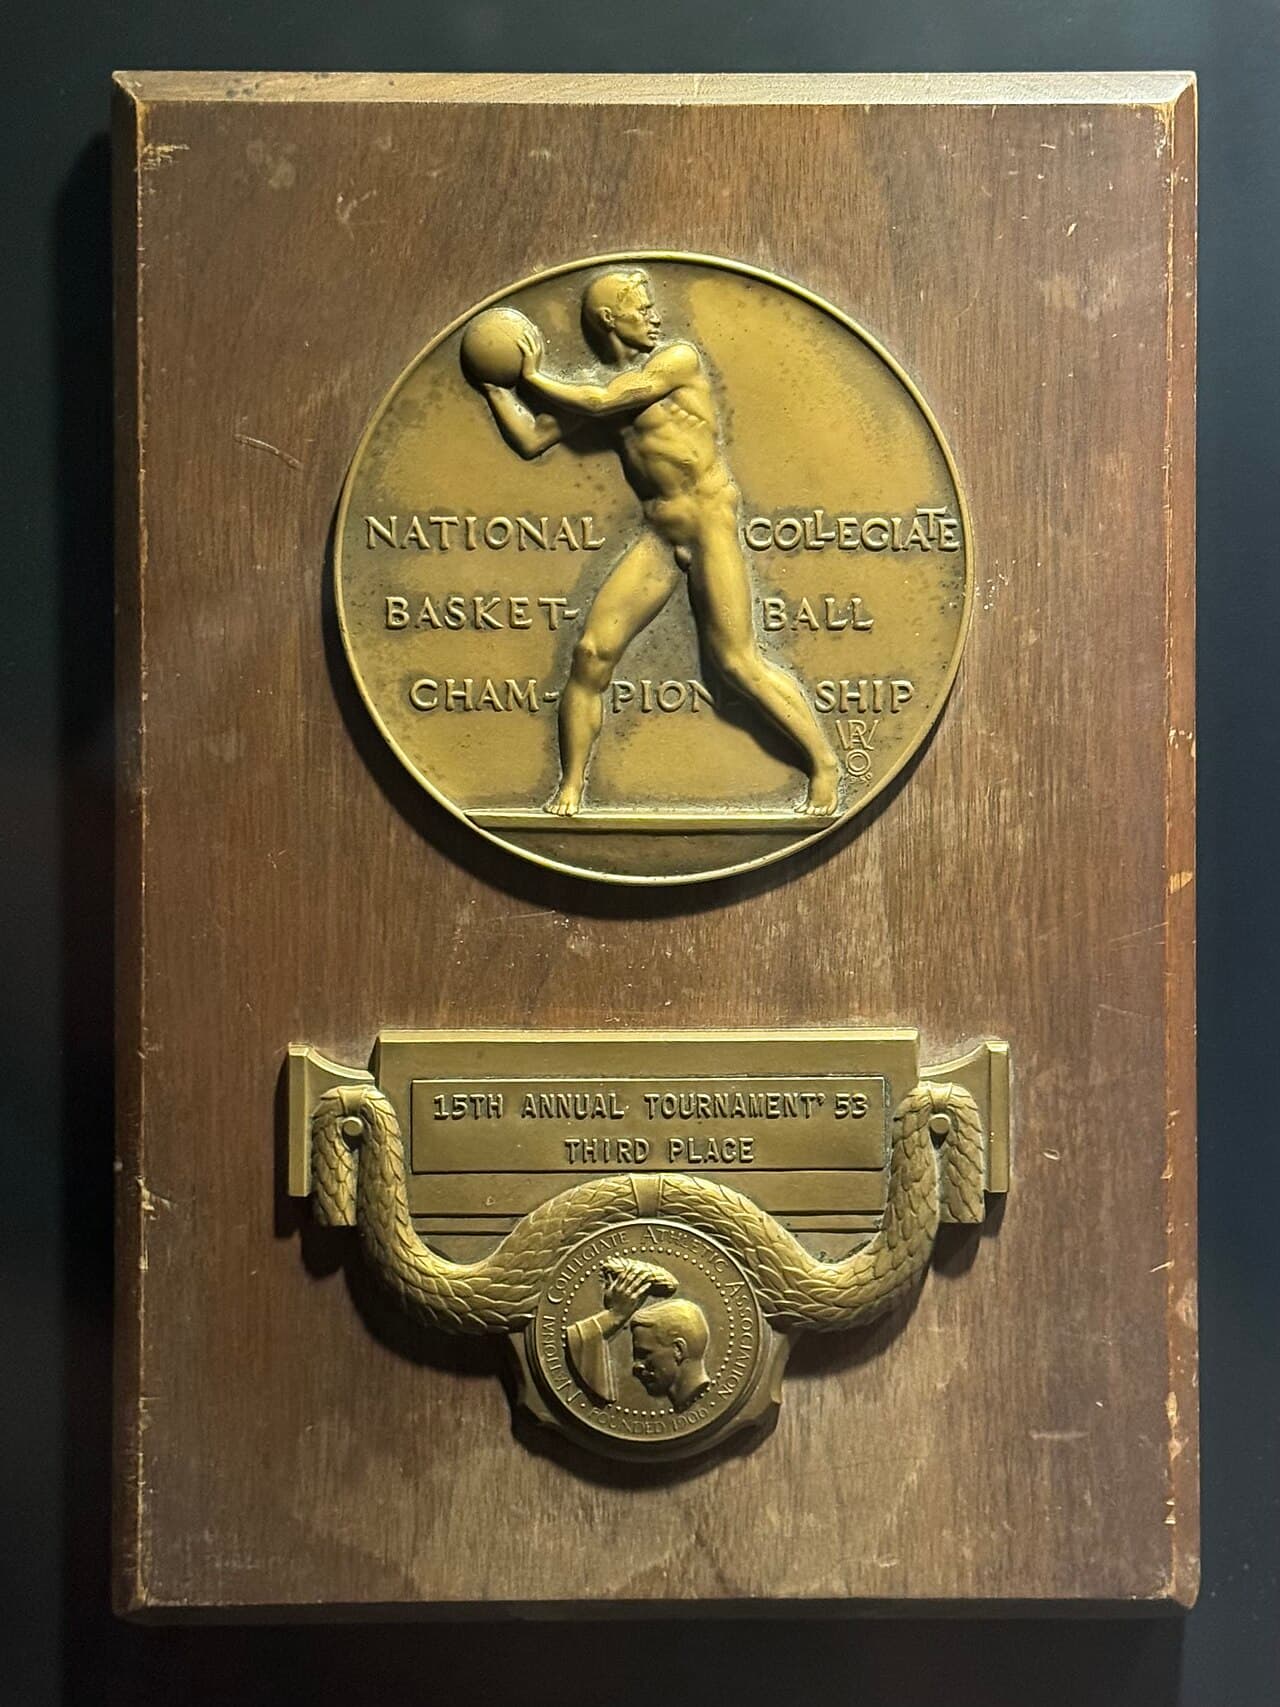 NATIONAL COLLEGIATE
BASKET- BALL
CHAM- PION SHIP
15TH ANNUAL TOURNAMENT '53
THIRD PLACE
NATIONAL COLLEGIATE ATHLETIC ASSOCIATION
· FOUNDED 1906 ·